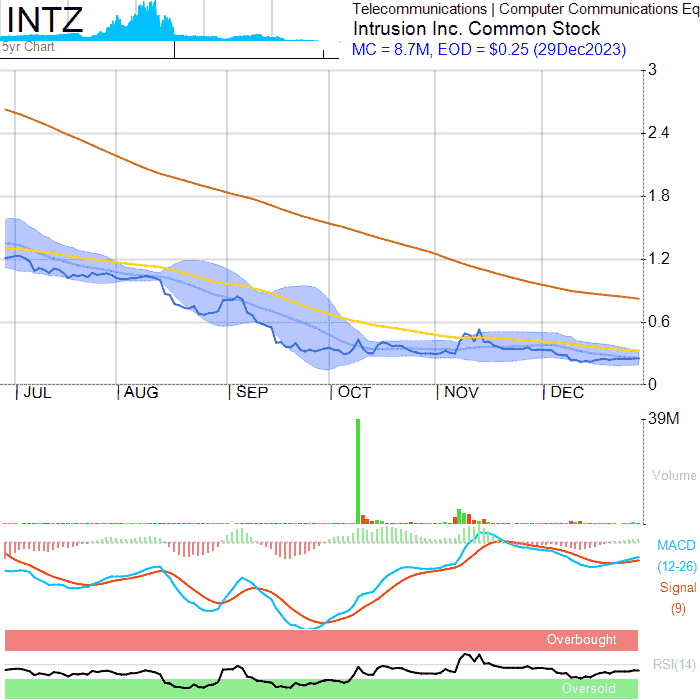 INTZ
5yr Chart
Telecommunications | Computer Communications Eq
Intrusion Inc. Common Stock
MC = 8.7M, EOD = $0.25 (29Dec2023)
3
2.4
1.8
1.2
0.6
0
JUL AUG SEP OCT NOV DEC
39M
Volume
MACD
(12-26)
Signal
(9)
Overbought
RSI(14)
Oversold